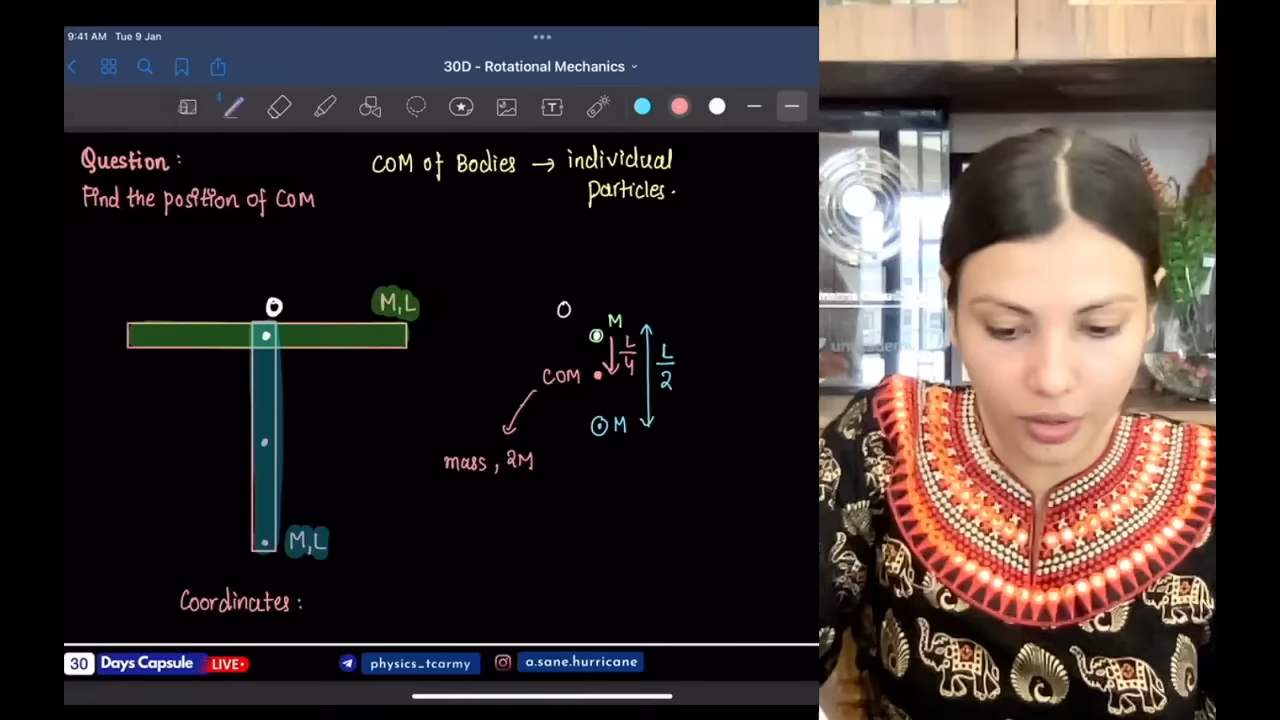 9:41 AM Tue 9 Jan
30D - Rotational Mechanics
Question :
Find the position of COM
COM of Bodies → individual
particles.
O
M,L
O
M
L/4
L/2
COM
M
mass, 2M
M,L
Coordinates :
30 Days Capsule LIVE
physics_tcarmy
a.sane.hurricane